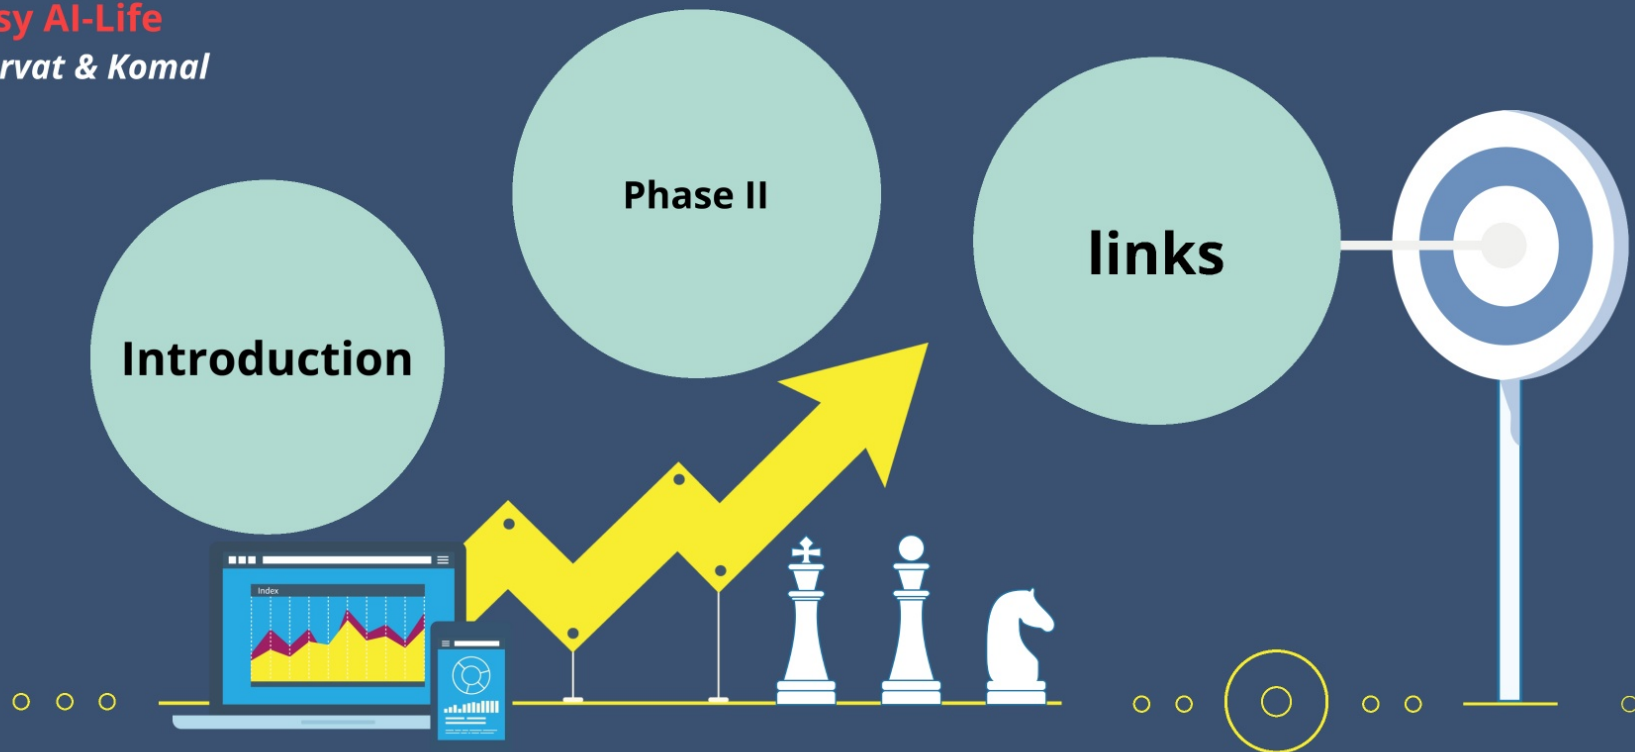 sy AI-Life
rvat & Komal
Introduction
Phase II
links
Index